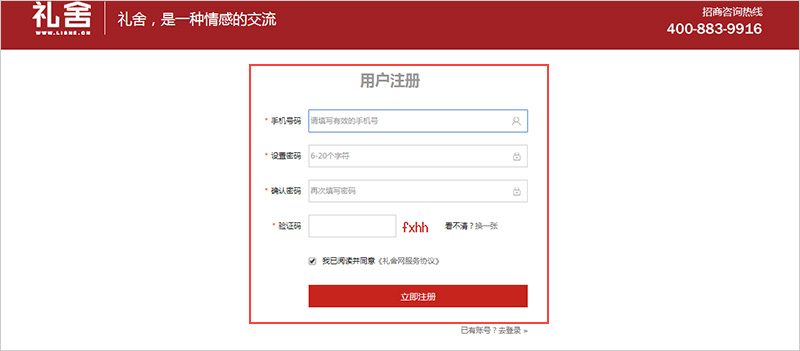 礼舍
WWW.LISHE.CN
礼舍，是一种情感的交流
招商咨询热线
400-883-9916
用户注册
* 手机号码 请填写有效的手机号
* 设置密码 6-20个字符
* 确认密码 再次填写密码
* 验证码 fxhh 看不清？换一张
我已阅读并同意《礼舍网服务协议》
立即注册
已有账号？去登录 »